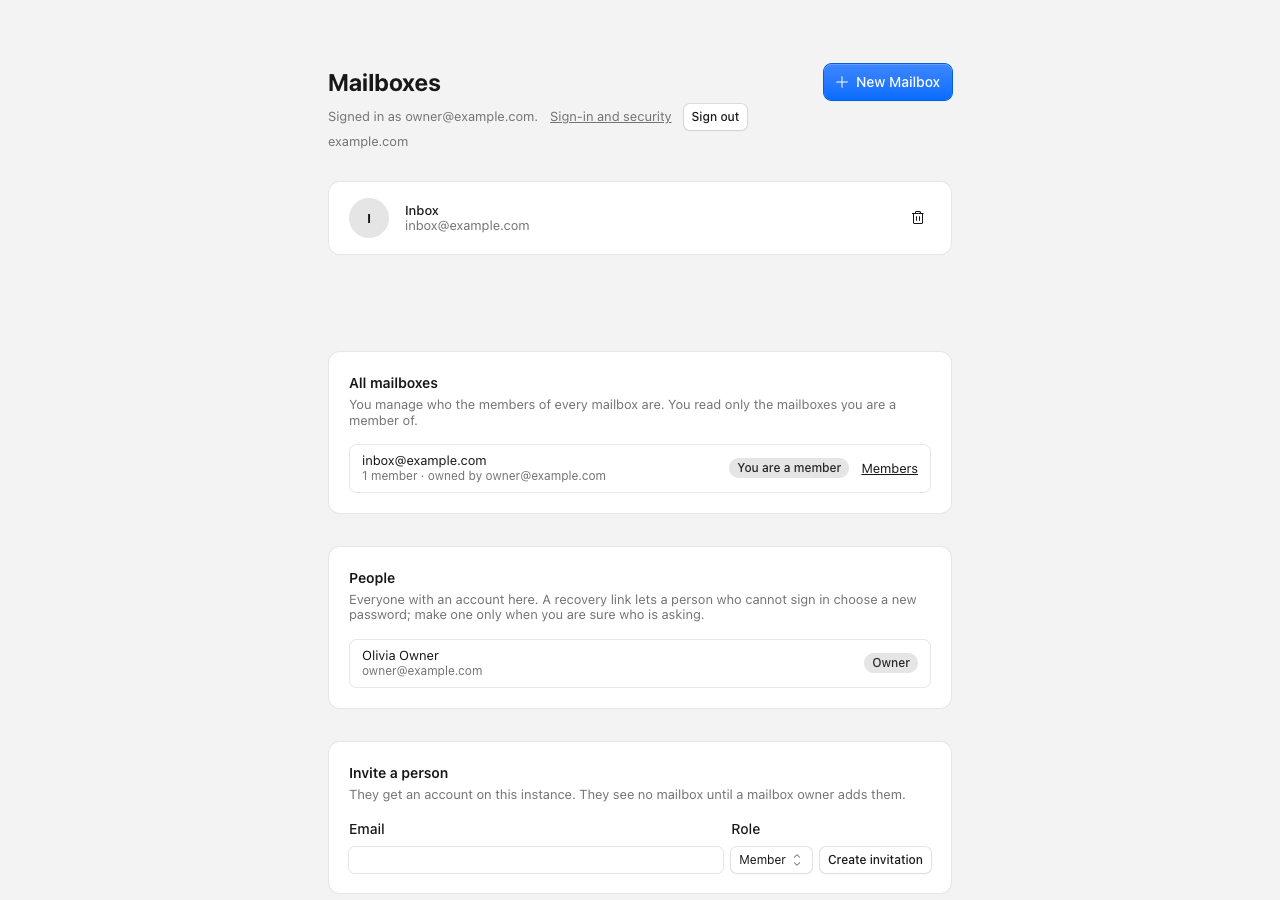 Mailboxes
New Mailbox
Signed in as owner@example.com. Sign-in and security Sign out
example.com
I
Inbox
inbox@example.com
All mailboxes
You manage who the members of every mailbox are. You read only the mailboxes you are a
member of.
inbox@example.com
1 member · owned by owner@example.com
You are a member Members
People
Everyone with an account here. A recovery link lets a person who cannot sign in choose a new
password; make one only when you are sure who is asking.
Olivia Owner
owner@example.com
Owner
Invite a person
They get an account on this instance. They see no mailbox until a mailbox owner adds them.
Email Role
Member Create invitation